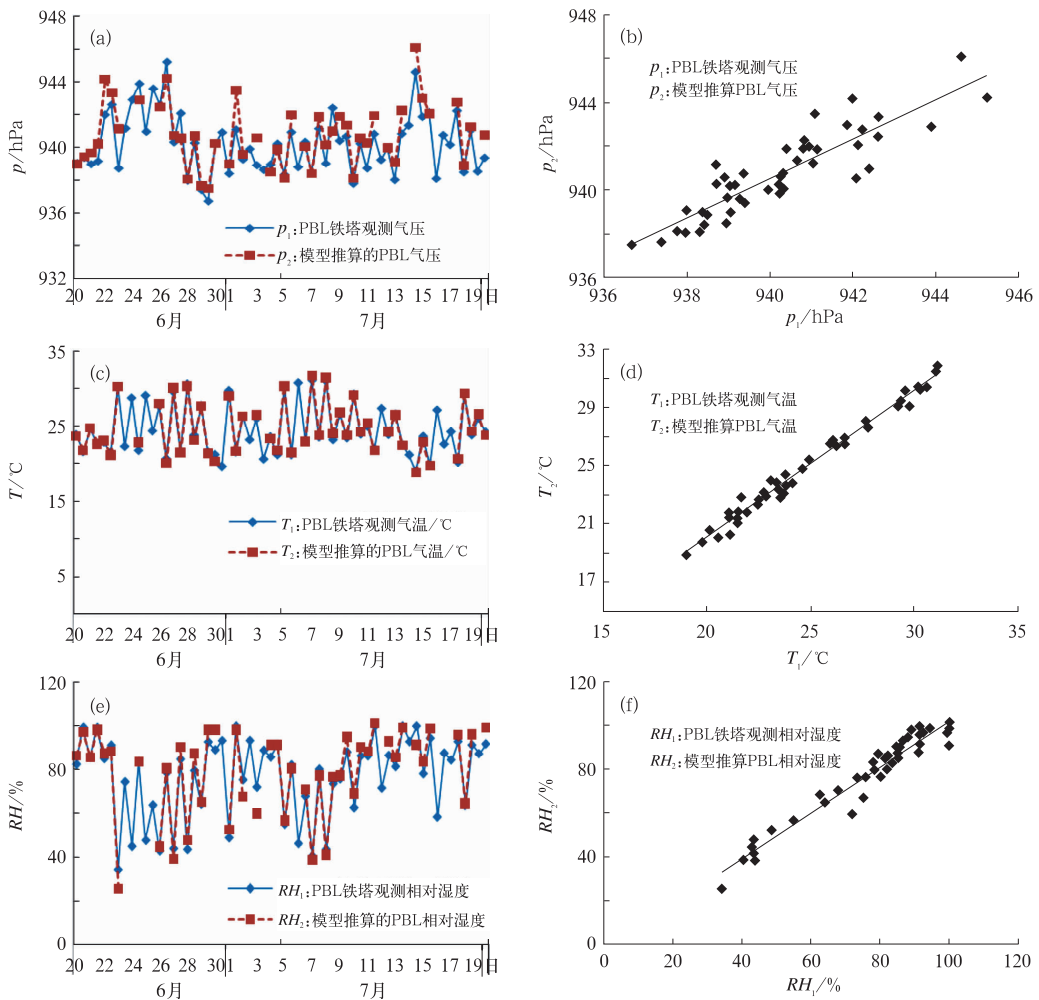 (a)
948
944
940
936
932
p/hPa
p₁:PBL铁塔观测气压
p₂:模型推算的PBL气压
20 22 24 26 28 30 1 3 5 7 9 11 13 15 17 19日
6月 7月
(b)
948
944
940
936
p₂/hPa
p₁:PBL铁塔观测气压
p₂:模型推算PBL气压
936 938 940 942 944 946
p₁/hPa
(c)
35
25
15
5
T/℃
T₁:PBL铁塔观测气温/℃
T₂:模型推算的PBL气温/℃
20 22 24 26 28 30 1 3 5 7 9 11 13 15 17 19日
6月 7月
(d)
33
29
25
21
17
T₂/℃
T₁:PBL铁塔观测气温
T₂:模型推算PBL气温
15 20 25 30 35
T₁/℃
(e)
120
80
40
0
RH/%
RH₁:PBL铁塔观测相对湿度
RH₂:模型推算的PBL相对湿度
20 22 24 26 28 30 1 3 5 7 9 11 13 15 17 19日
6月 7月
(f)
120
80
40
0
RH₂/%
RH₁:PBL铁塔观测相对湿度
RH₂:模型推算PBL相对湿度
0 20 40 60 80 100 120
RH₁/%